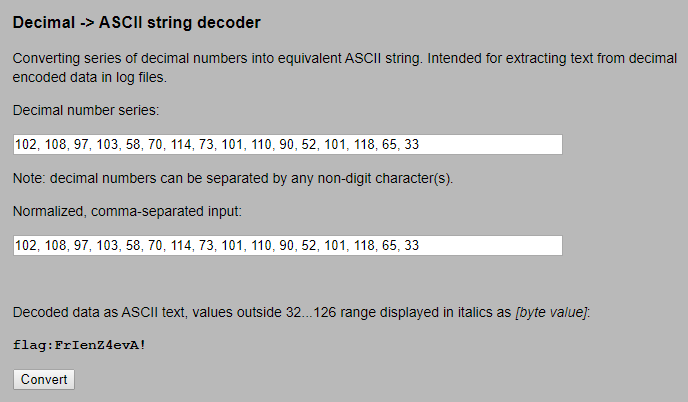 Decimal -> ASCII string decoder
Converting series of decimal numbers into equivalent ASCII string. Intended for extracting text from decimal
encoded data in log files.
Decimal number series:
102, 108, 97, 103, 58, 70, 114, 73, 101, 110, 90, 52, 101, 118, 65, 33
Note: decimal numbers can be separated by any non-digit character(s).
Normalized, comma-separated input:
102, 108, 97, 103, 58, 70, 114, 73, 101, 110, 90, 52, 101, 118, 65, 33
Decoded data as ASCII text, values outside 32...126 range displayed in italics as [byte value]:
flag:FrIenZ4evA!
Convert